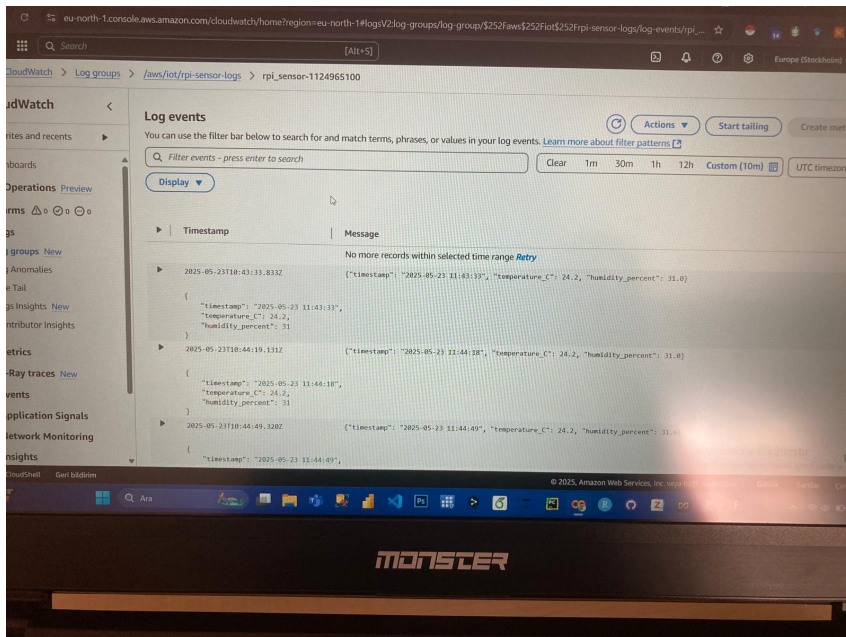 eu-north-1.console.aws.amazon.com/cloudwatch/home?region=eu-north-1#logsV2:log-groups/log-group/$252Faws$252Fiot$252Frpi-sensor-logs/log-events/rpi_...
Search [Alt+S] Europe (Stockholm)
CloudWatch > Log groups > /aws/iot/rpi-sensor-logs > rpi_sensor-1124965100
udWatch
Log events
Actions Start tailing Create met
rites and recents
You can use the filter bar below to search for and match terms, phrases, or values in your log events. Learn more about filter patterns
Filter events - press enter to search Clear 1m 30m 1h 12h Custom (10m) UTC timezon
hboards
Display
Operations Preview
rms 0 0 0
gs
Timestamp Message
groups New
No more records within selected time range Retry
Anomalies
2025-05-23T10:43:33.833Z {"timestamp": "2025-05-23 11:43:33", "temperature_C": 24.2, "humidity_percent": 31.0}
e Tail
{
gs Insights New
"timestamp": "2025-05-23 11:43:33",
"temperature_C": 24.2,
ntributor Insights
"humidity_percent": 31
}
etrics
2025-05-23T10:44:19.131Z {"timestamp": "2025-05-23 11:44:18", "temperature_C": 24.2, "humidity_percent": 31.0}
-Ray traces New
{
"timestamp": "2025-05-23 11:44:18",
vents
"temperature_C": 24.2,
"humidity_percent": 31
pplication Signals
}
2025-05-23T10:44:49.320Z {"timestamp": "2025-05-23 11:44:49", "temperature_C": 24.2, "humidity_percent": 31.0
etwork Monitoring
{
nsights
"timestamp": "2025-05-23 11:44:49",
CloudShell Geri bildirim © 2025, Amazon Web Services, Inc. veya
Ara
MONSTER